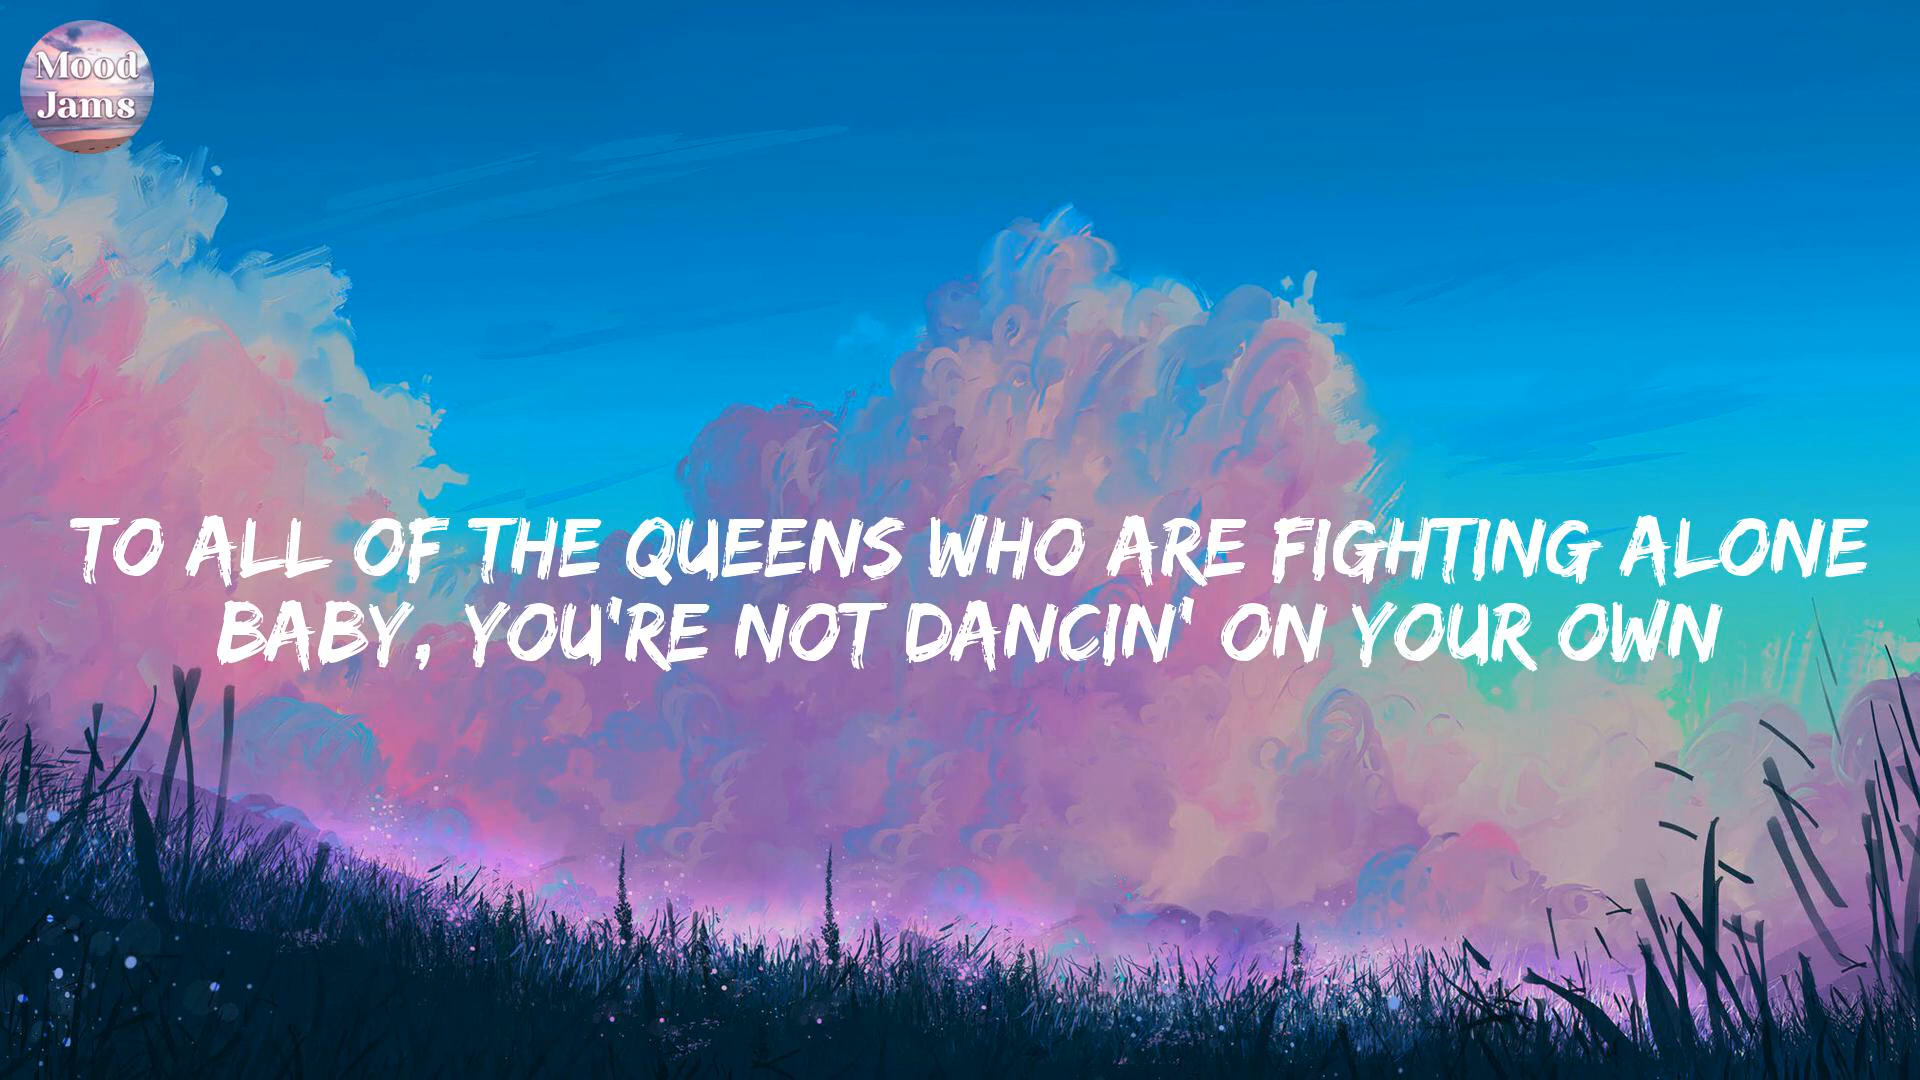 Mood
Jams
TO ALL OF THE QUEENS WHO ARE FIGHTING ALONE
BABY, YOU'RE NOT DANCIN' ON YOUR OWN